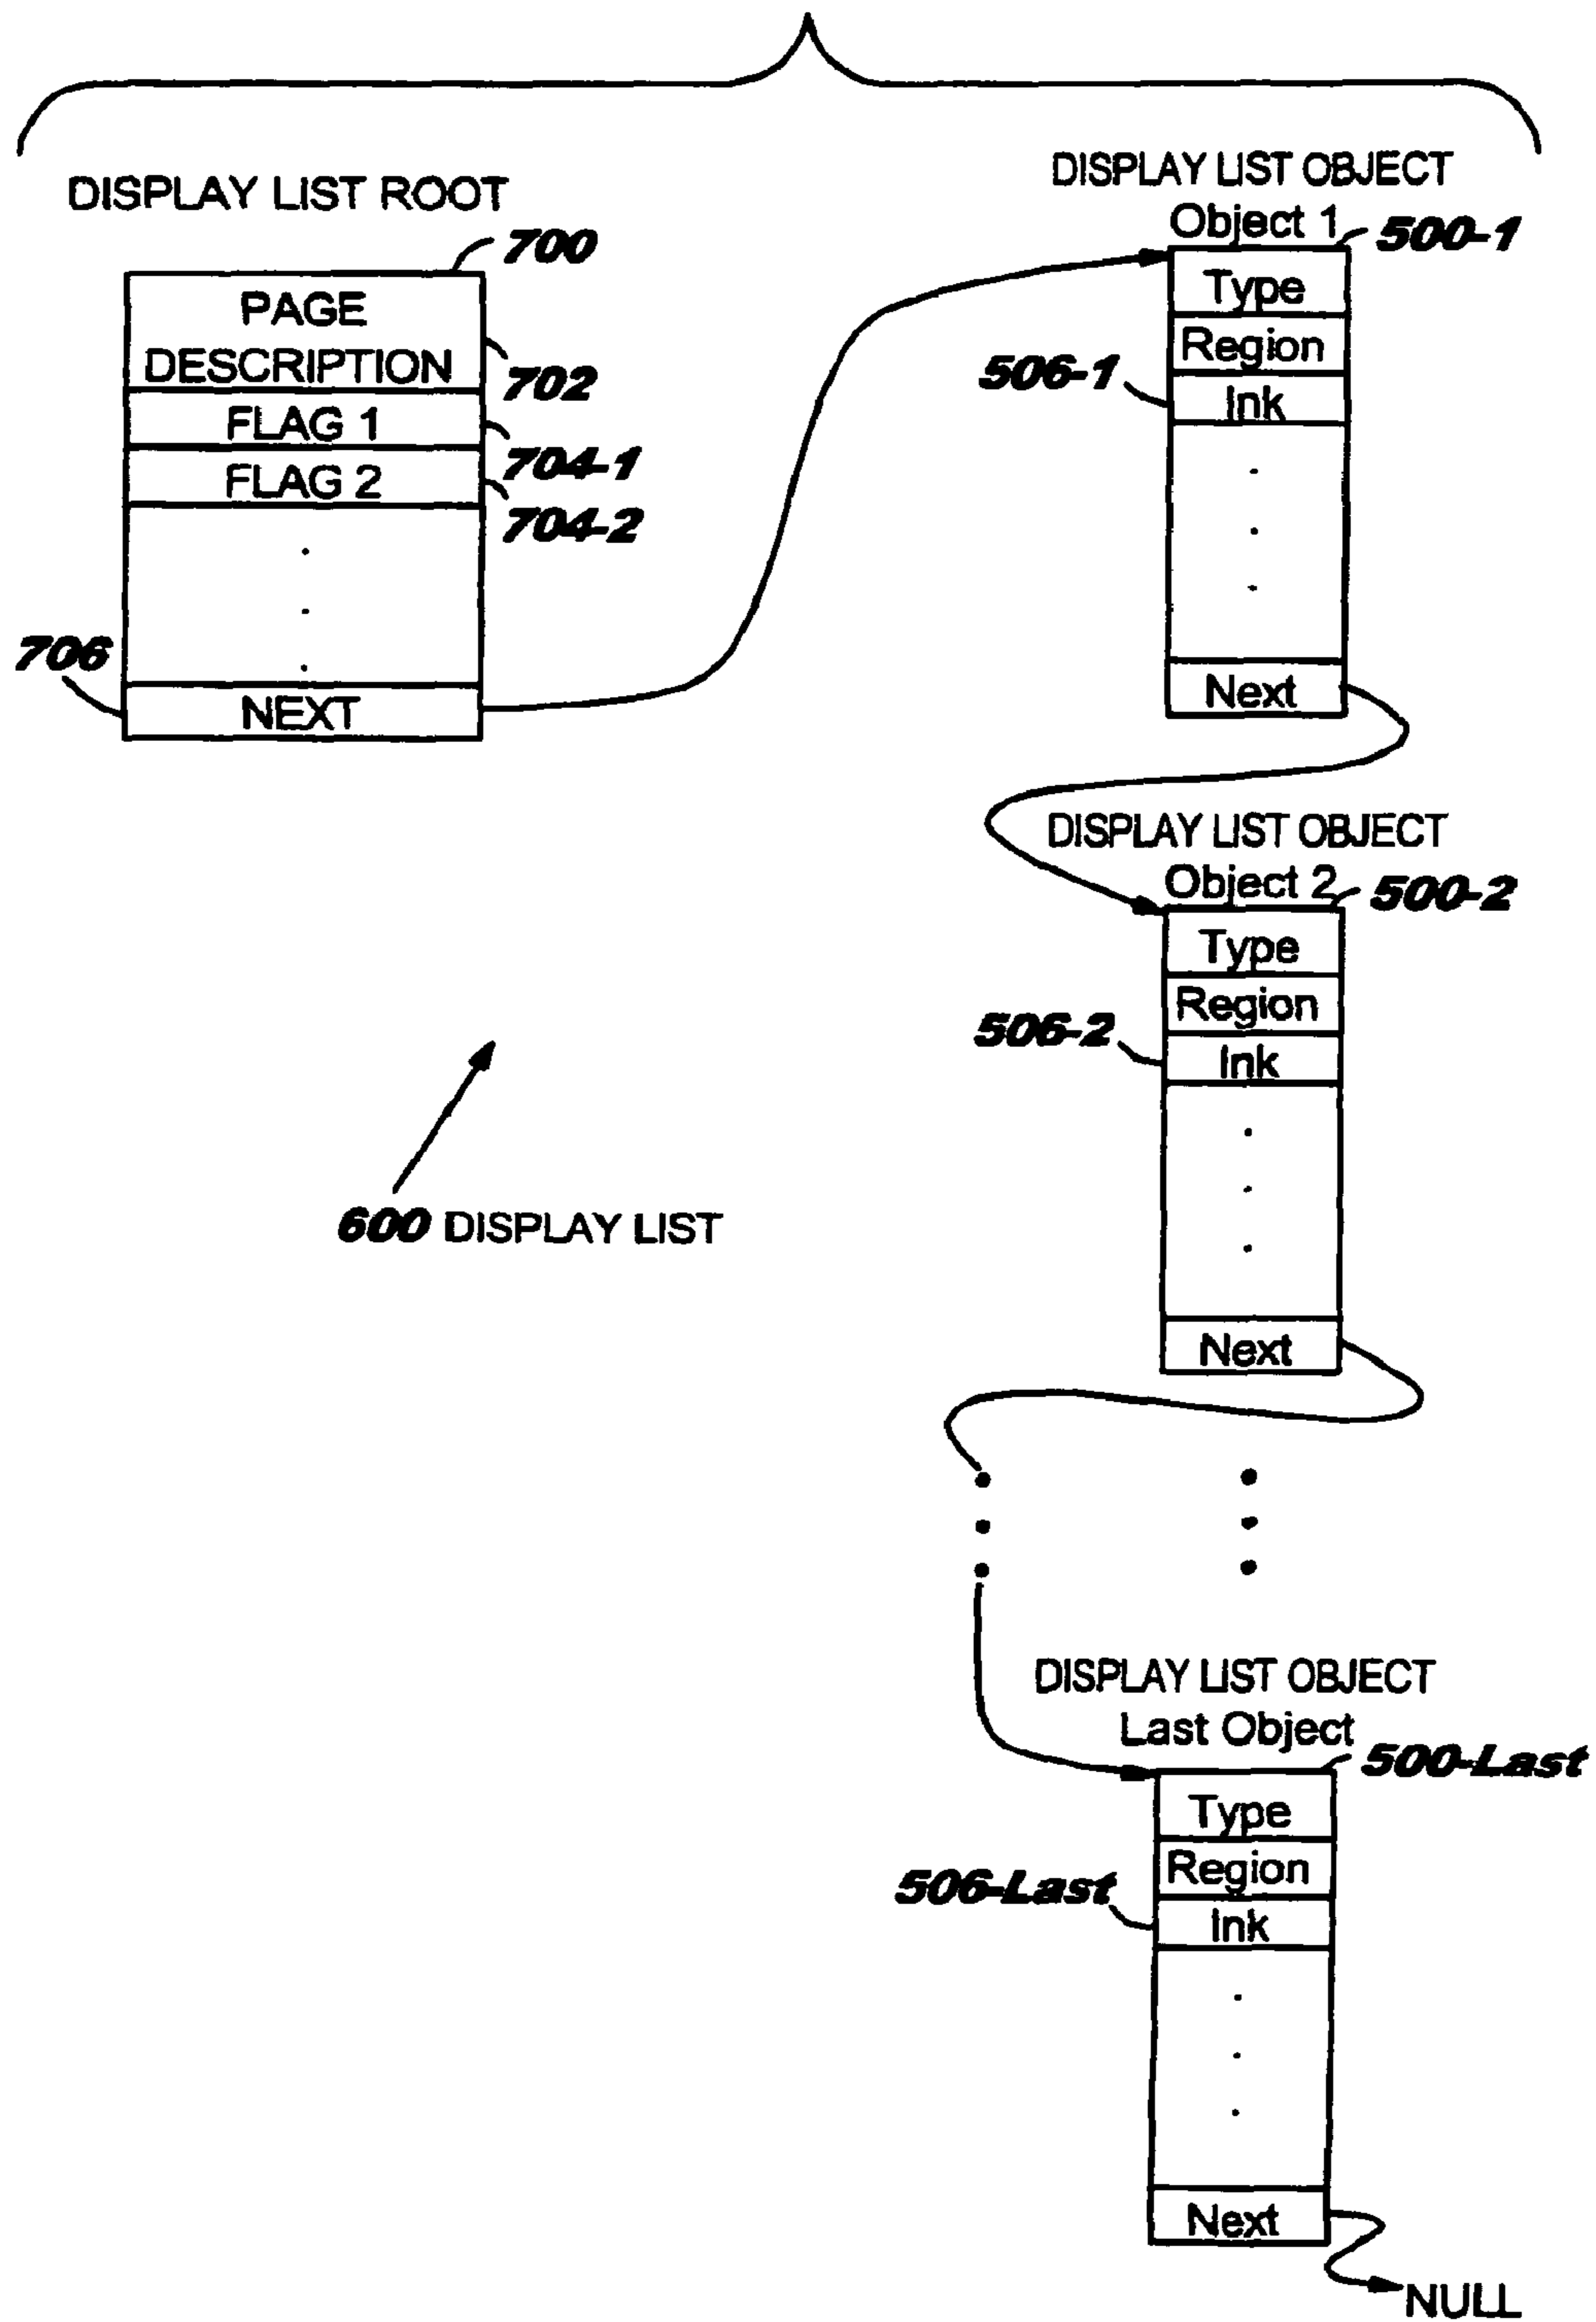 DISPLAY LIST ROOT
700
PAGE
DESCRIPTION
702
FLAG 1
704-1
FLAG 2
704-2
706
NEXT
DISPLAY LIST OBJECT
Object 1
500-1
Type
Region
506-1
Ink
Next
DISPLAY LIST OBJECT
Object 2
500-2
Type
Region
506-2
Ink
Next
600 DISPLAY LIST
DISPLAY LIST OBJECT
Last Object
500-Last
Type
Region
506-Last
Ink
Next
NULL